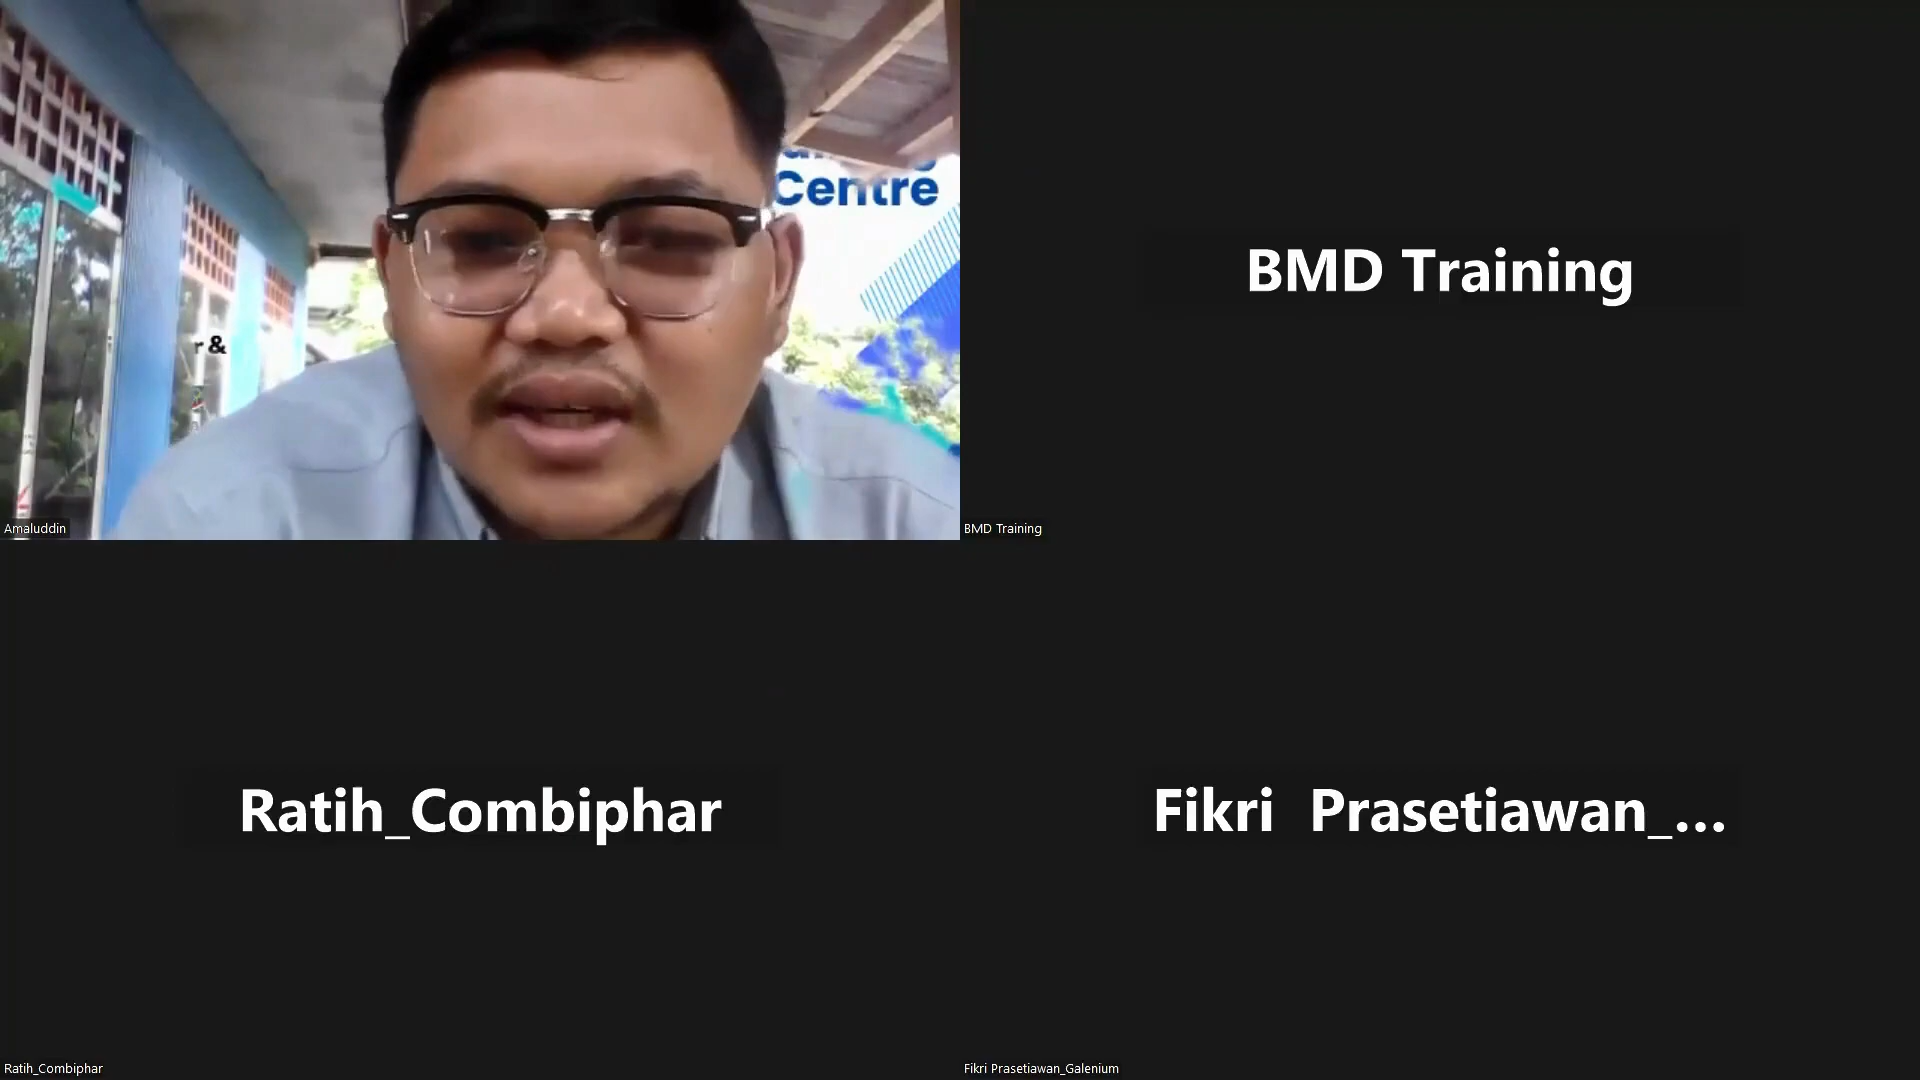 Centre
r &
Amaluddin
BMD Training
BMD Training
Ratih_Combiphar
Ratih_Combiphar
Fikri Prasetiawan_...
Fikri Prasetiawan_Galenium